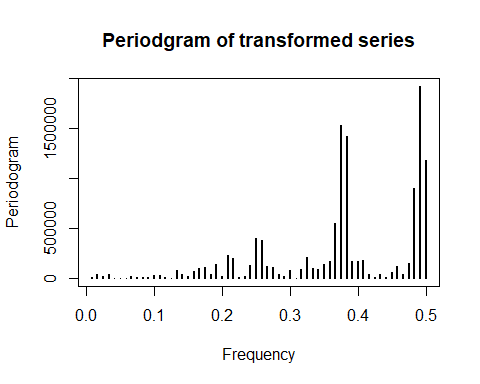 Periodgram of transformed series
Periodogram
0
500000
1500000
0.0 0.1 0.2 0.3 0.4 0.5
Frequency